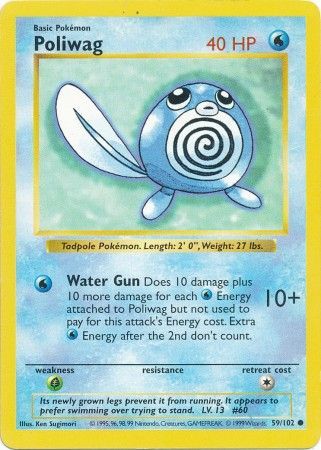 Basic Pokémon
Poliwag 40 HP
Tadpole Pokémon. Length: 2' 0", Weight: 27 lbs.
Water Gun Does 10 damage plus
10 more damage for each Energy
attached to Poliwag but not used to
pay for this attack's Energy cost. Extra
Energy after the 2nd don't count.
10+
weakness resistance retreat cost
Its newly grown legs prevent it from running. It appears to
prefer swimming over trying to stand. LV. 13 #60
Illus. Ken Sugimori ©1995, 96, 98, 99 Nintendo, Creatures, GAMEFREAK. ©1999 Wizards. 59/102